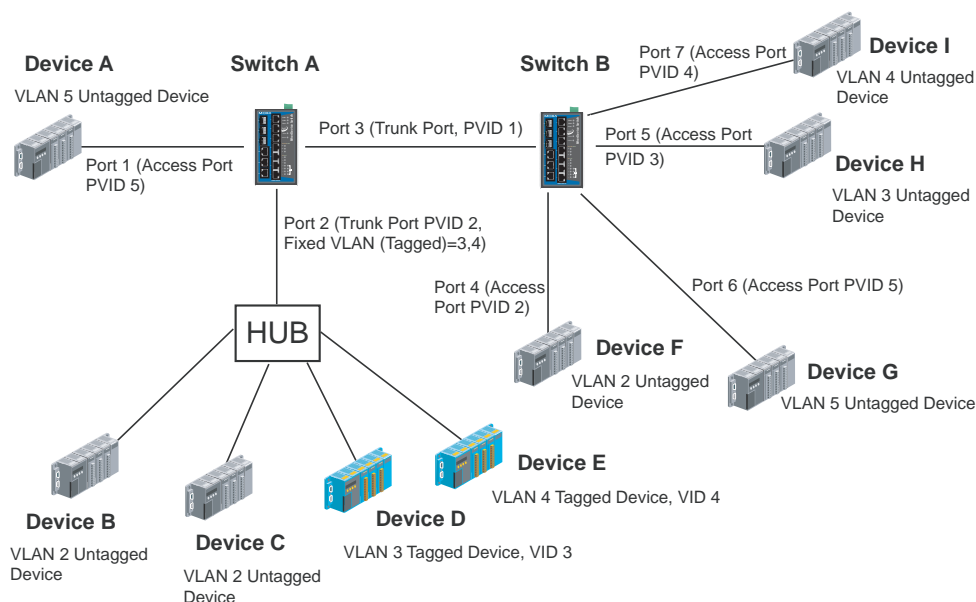 Device A
VLAN 5 Untagged Device
Switch A
Switch B
Port 7 (Access Port
PVID 4)
Device I
VLAN 4 Untagged
Device
Port 1 (Access Port
PVID 5)
Port 3 (Trunk Port, PVID 1)
Port 5 (Access Port
PVID 3)
Device H
VLAN 3 Untagged
Device
Port 2 (Trunk Port PVID 2,
Fixed VLAN (Tagged)=3,4)
Port 4 (Access
Port PVID 2)
Port 6 (Access Port PVID 5)
HUB
Device F
VLAN 2 Untagged
Device
Device G
VLAN 5 Untagged Device
Device B
VLAN 2 Untagged
Device
Device C
VLAN 2 Untagged
Device
Device D
VLAN 3 Tagged Device, VID 3
Device E
VLAN 4 Tagged Device, VID 4